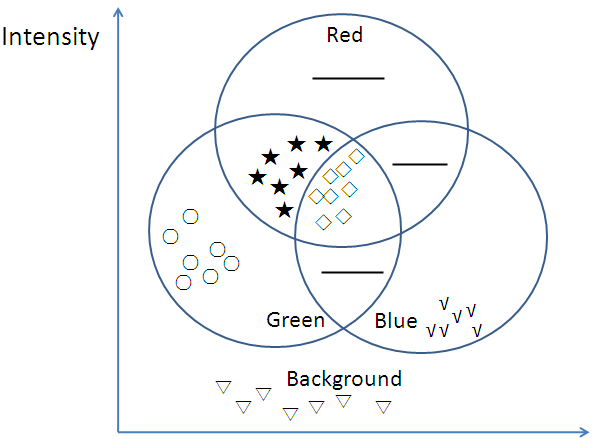 Intensity
Red
Green
Blue
Background